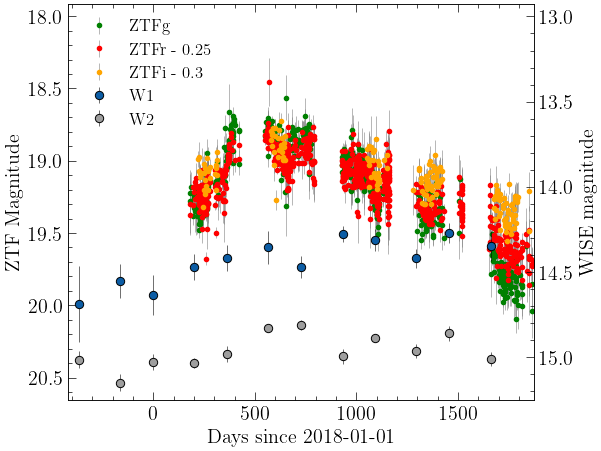 ZTFg
ZTFr - 0.25
ZTFi - 0.3
W1
W2
18.0
18.5
19.0
19.5
20.0
20.5
ZTF Magnitude
13.0
13.5
14.0
14.5
15.0
WISE magnitude
0
500
1000
1500
Days since 2018-01-01